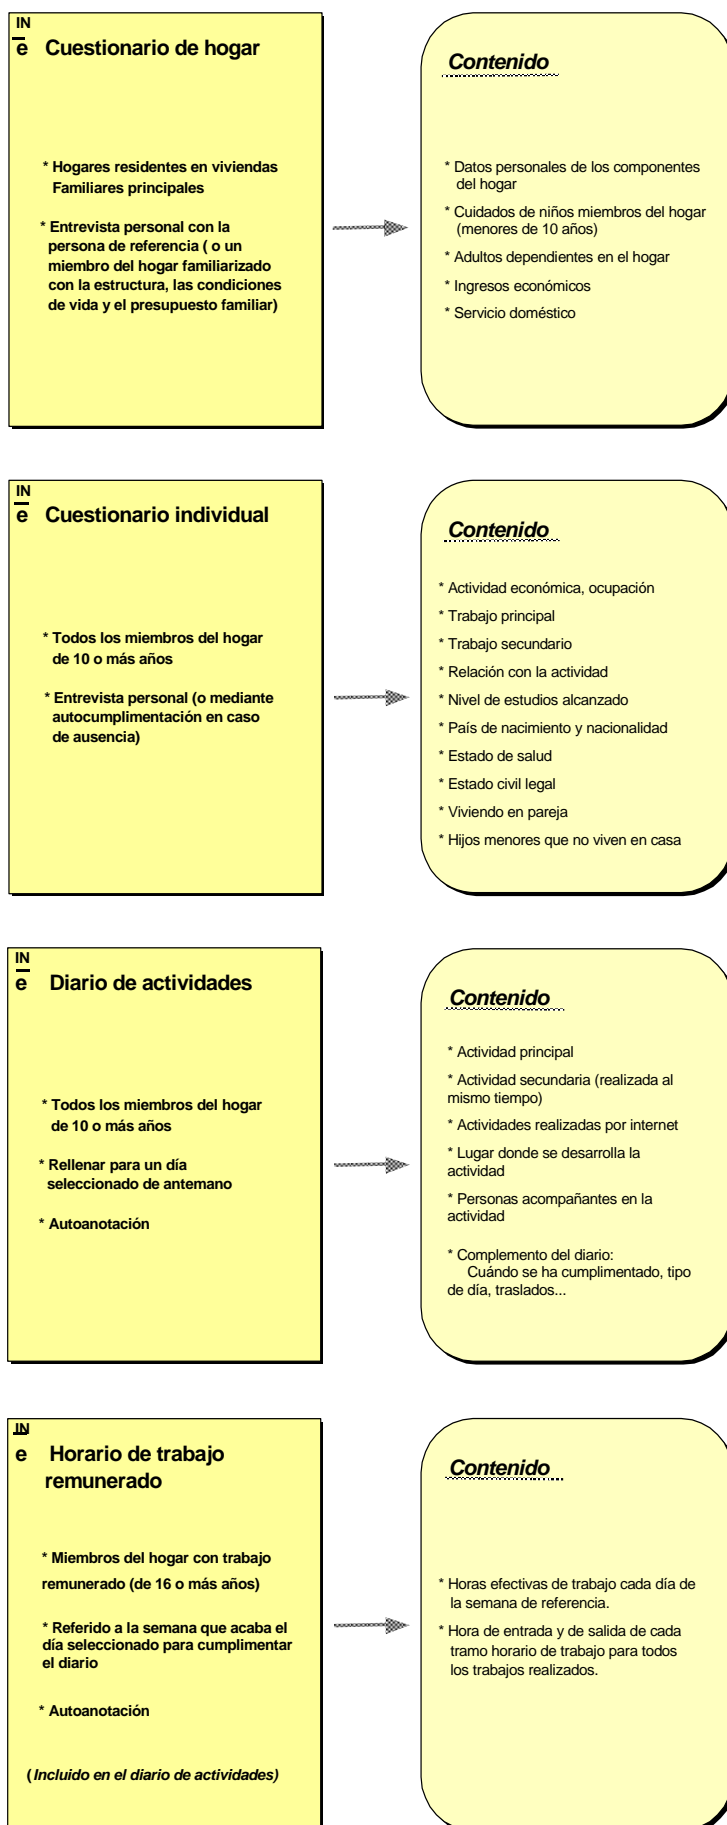 IN
e Cuestionario de hogar
* Hogares residentes en viviendas
Familiares principales
* Entrevista personal con la
persona de referencia ( o un
miembro del hogar familiarizado
con la estructura, las condiciones
de vida y el presupuesto familiar)
Contenido
* Datos personales de los componentes
del hogar
* Cuidados de niños miembros del hogar
(menores de 10 años)
* Adultos dependientes en el hogar
* Ingresos económicos
* Servicio doméstico
IN
e Cuestionario individual
* Todos los miembros del hogar
de 10 o más años
* Entrevista personal (o mediante
autocumplimentación en caso
de ausencia)
Contenido
* Actividad económica, ocupación
* Trabajo principal
* Trabajo secundario
* Relación con la actividad
* Nivel de estudios alcanzado
* País de nacimiento y nacionalidad
* Estado de salud
* Estado civil legal
* Viviendo en pareja
* Hijos menores que no viven en casa
IN
e Diario de actividades
* Todos los miembros del hogar
de 10 o más años
* Rellenar para un día
seleccionado de antemano
* Autoanotación
Contenido
* Actividad principal
* Actividad secundaria (realizada al
mismo tiempo)
* Actividades realizadas por internet
* Lugar donde se desarrolla la
actividad
* Personas acompañantes en la
actividad
* Complemento del diario:
Cuándo se ha cumplimentado, tipo
de día, traslados...
IN
e Horario de trabajo
remunerado
* Miembros del hogar con trabajo
remunerado (de 16 o más años)
* Referido a la semana que acaba el
día seleccionado para cumplimentar
el diario
* Autoanotación
(Incluido en el diario de actividades)
Contenido
* Horas efectivas de trabajo cada día de
la semana de referencia.
* Hora de entrada y de salida de cada
tramo horario de trabajo para todos
los trabajos realizados.